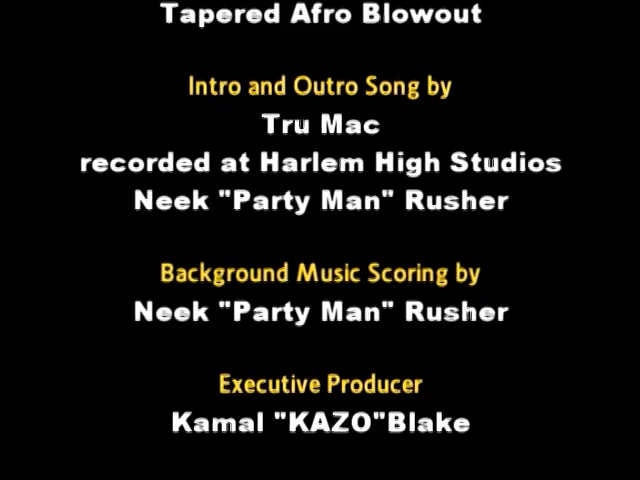 Tapered Afro Blowout
Intro and Outro Song by
Tru Mac
recorded at Harlem High Studios
Neek "Party Man" Rusher
Background Music Scoring by
Neek "Party Man" Rusher
Executive Producer
Kamal "KAZO"Blake